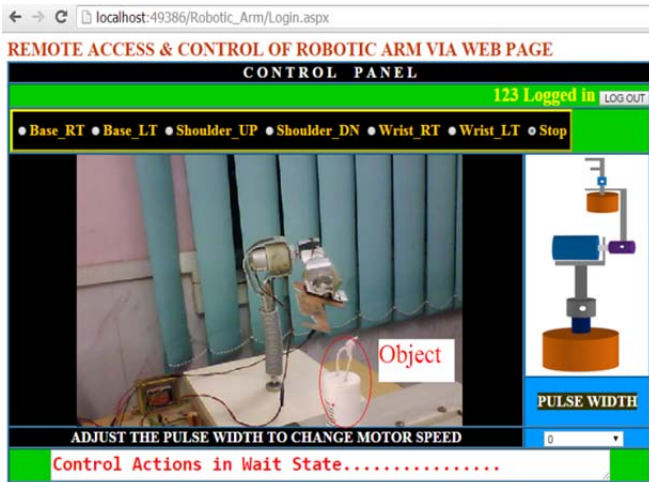 localhost:49386/Robotic_Arm/Login.aspx
REMOTE ACCESS & CONTROL OF ROBOTIC ARM VIA WEB PAGE
CONTROL PANEL
123 Logged in LOG OUT
Base_RT Base_LT Shoulder_UP Shoulder_DN Wrist_RT Wrist_LT Stop
Object
PULSE WIDTH
ADJUST THE PULSE WIDTH TO CHANGE MOTOR SPEED 0
Control Actions in Wait State................